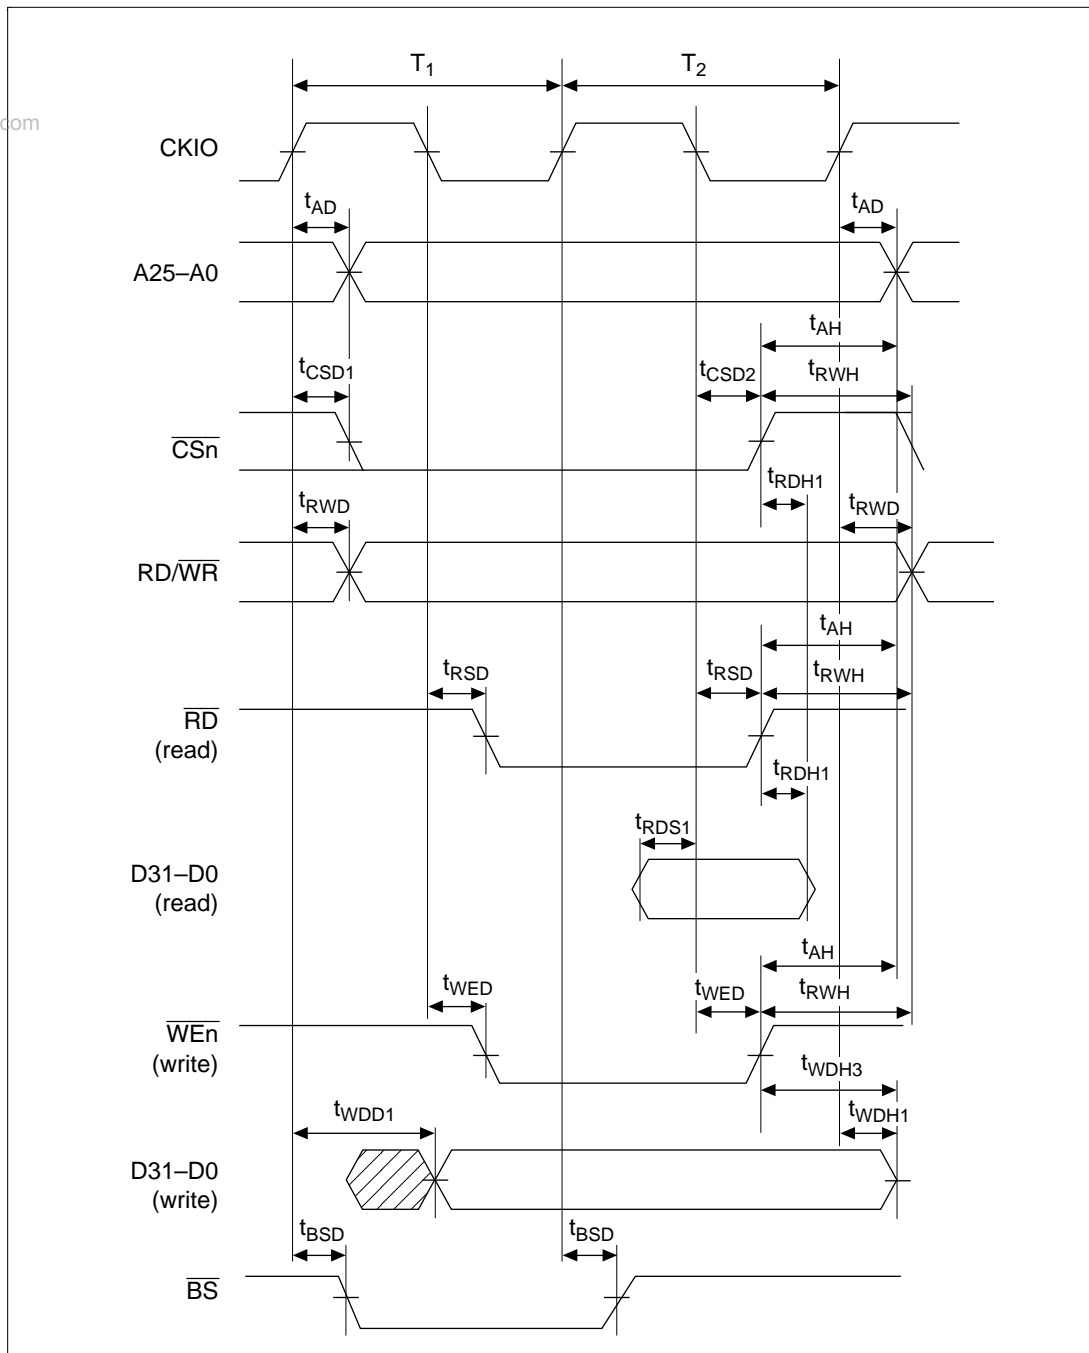 T1 T2
com
CKIO
tAD tAD
A25–A0
tAH
tCSD1 tCSD2 tRWH
CSn
tRDH1
tRWD tRWD
RD/WR
tAH
tRSD tRSD tRWH
RD
(read)
tRDH1
tRDS1
D31–D0
(read)
tAH
tWED tWED tRWH
WEn
(write)
tWDH3
tWDD1 tWDH1
D31–D0
(write)
tBSD tBSD
BS